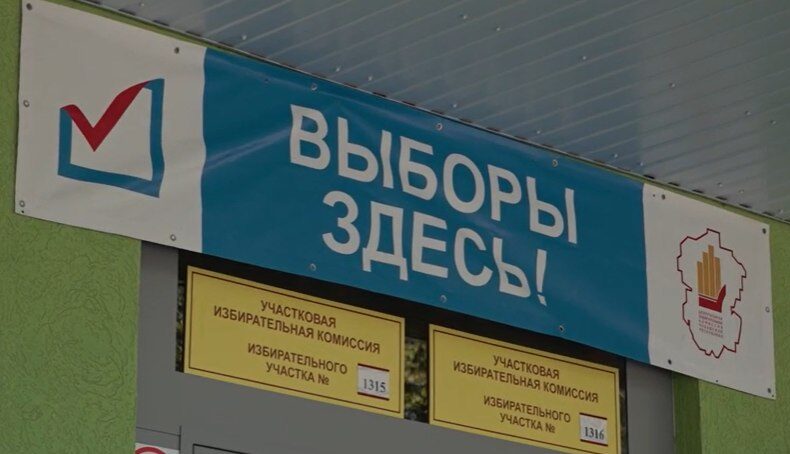 ВЫБОРЫ
ЗДЕСЬ!
УЧАСТКОВАЯ
ИЗБИРАТЕЛЬНАЯ КОМИССИЯ
ИЗБИРАТЕЛЬНОГО
УЧАСТКА № 1315
УЧАСТКОВАЯ
ИЗБИРАТЕЛЬНАЯ КОМИССИЯ
ИЗБИРАТЕЛЬНОГО
УЧАСТКА № 1316